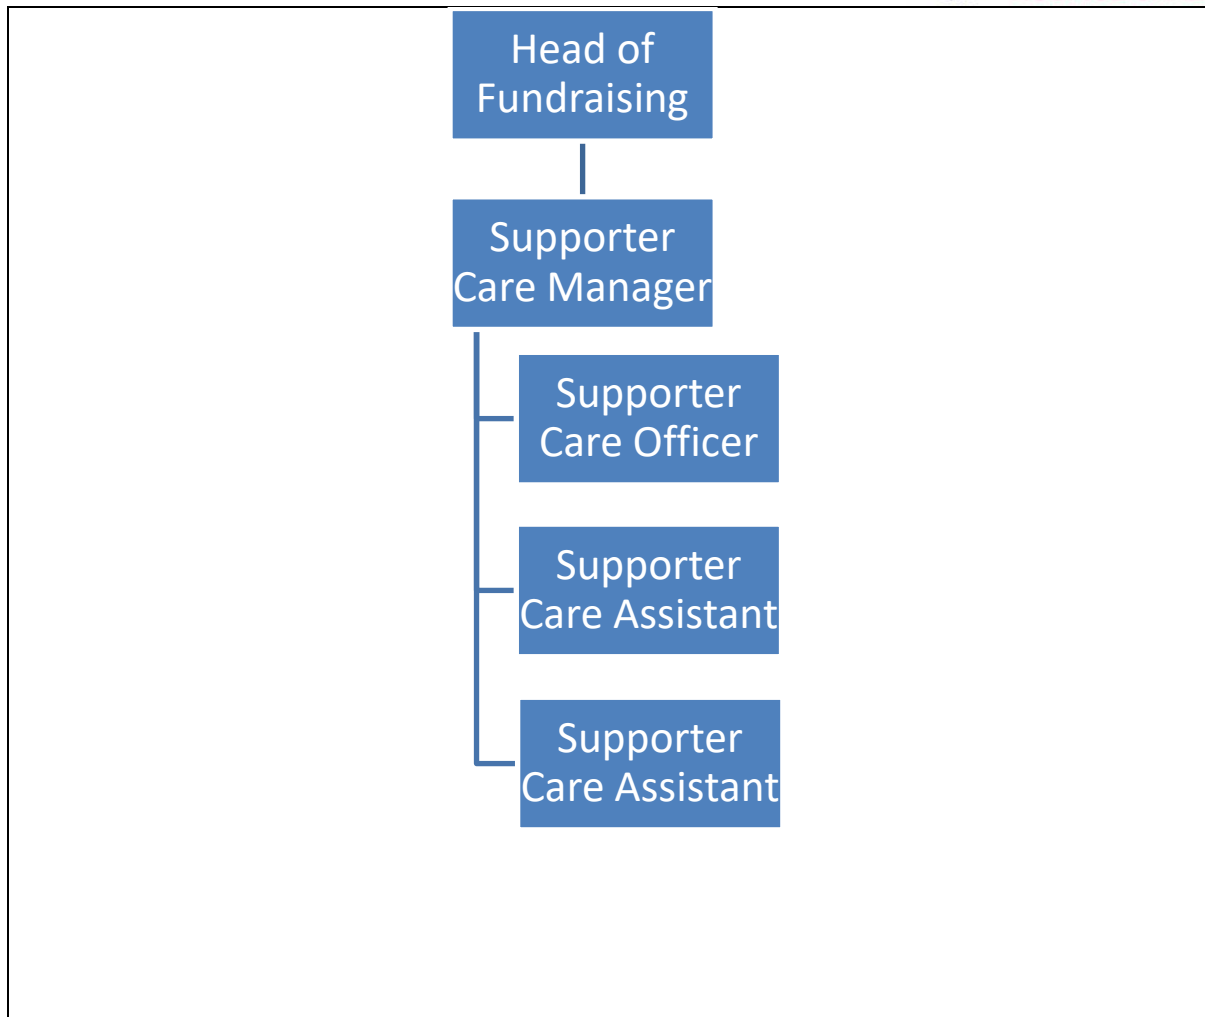 Head of
Fundraising
Supporter
Care Manager
Supporter
Care Officer
Supporter
Care Assistant
Supporter
Care Assistant